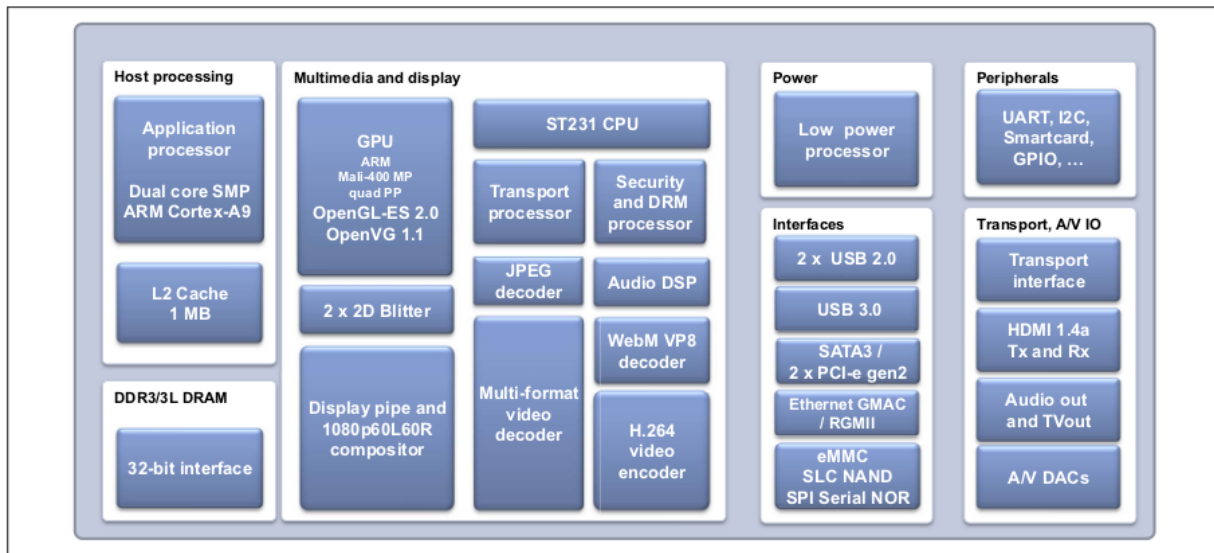 Host processing
Application
processor
Dual core SMP
ARM Cortex-A9
L2 Cache
1 MB
DDR3/3L DRAM
32-bit interface
Multimedia and display
GPU
ARM
Mali-400 MP
quad PP
OpenGL-ES 2.0
OpenVG 1.1
2 x 2D Blitter
Display pipe and
1080p60L60R
compositor
ST231 CPU
Transport
processor
Security
and DRM
processor
JPEG
decoder
Audio DSP
Multi-format
video
decoder
WebM VP8
decoder
H.264
video
encoder
Power
Low power
processor
Interfaces
2 x USB 2.0
USB 3.0
SATA3 /
2 x PCI-e gen2
Ethernet GMAC
/ RGMII
eMMC
SLC NAND
SPI Serial NOR
Peripherals
UART, I2C,
Smartcard,
GPIO, ...
Transport, A/V IO
Transport
interface
HDMI 1.4a
Tx and Rx
Audio out
and TVout
A/V DACs